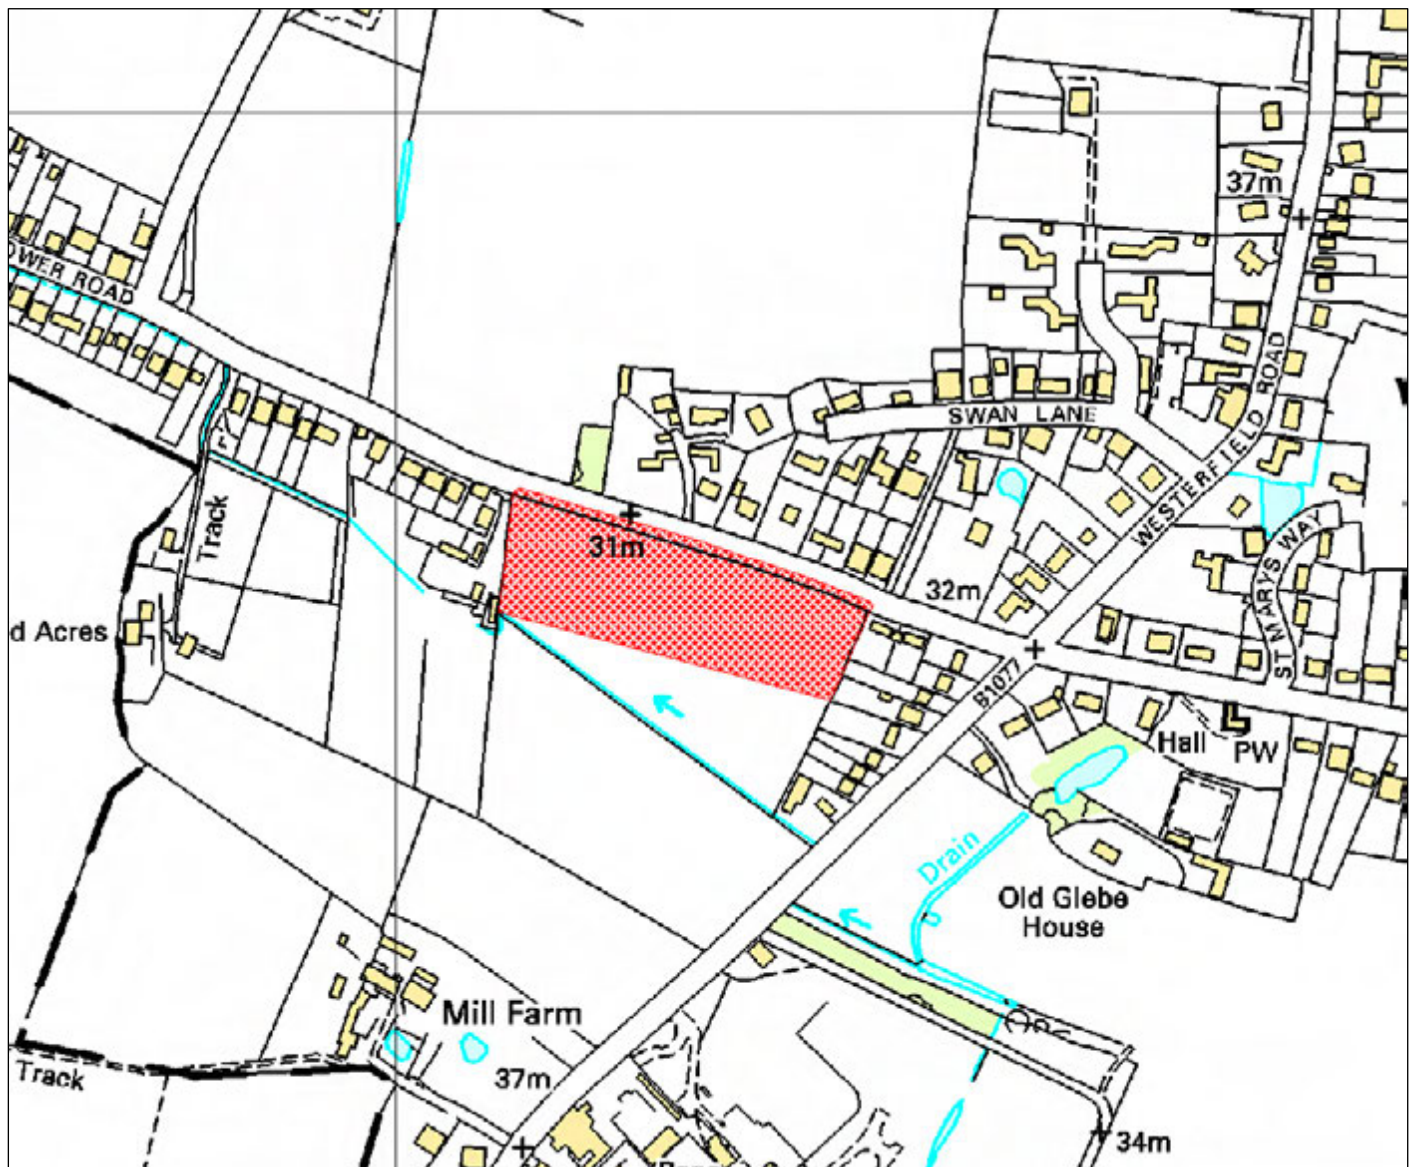 37m
OWER ROAD
SWAN LANE
WESTERFIELD ROAD
Track
31m
32m
ST MARYS WAY
d Acres
B1077
Hall
PW
Drain
Old Glebe
House
Mill Farm
37m
Track
34m